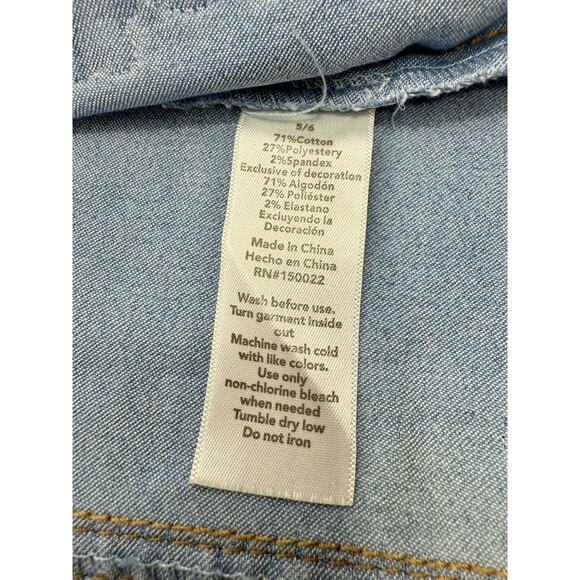 5/6
71%Cotton
27%Polyestery
2%Spandex
Exclusive of decoration
71% Algodón
27% Poliéster
2% Elastano
Excluyendo la
Decoración
Made in China
Hecho en China
RN#150022
Wash before use.
Turn garment inside
out
Machine wash cold
with like colors.
Use only
non-chlorine bleach
when needed
Tumble dry low
Do not iron